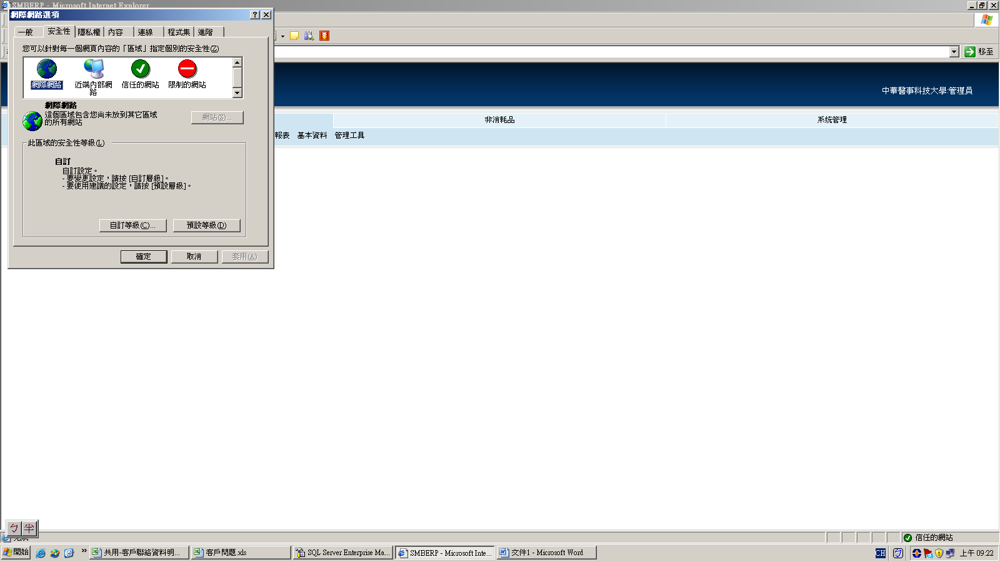 SMBERP - Microsoft Internet Explorer
網際網路選項
一般 安全性 隱私權 內容 連線 程式集 進階
您可以針對每一個網頁內容的「區域」指定個別的安全性(Z)
網際網路
近端內部網路
信任的網站
限制的網站
網際網路
這個區域包含您尚未放到其它區域
的所有網站
網站(S)...
此區域的安全性等級(L)
自訂
自訂設定。
- 要變更設定，請按 [自訂層級]。
- 要使用建議的設定，請按 [預設層級]。
自訂等級(C)... 預設等級(D)
確定 取消 套用(A)
移至
中華醫事科技大學:管理員
非消耗品 系統管理
報表 基本資料 管理工具
ㄅ 半
完成
信任的網站
開始 » 共用-客戶聯絡資料明... 客戶問題.xls SQL Server Enterprise Ma... SMBERP - Microsoft Inte... 文件1 - Microsoft Word CH 上午 09:22